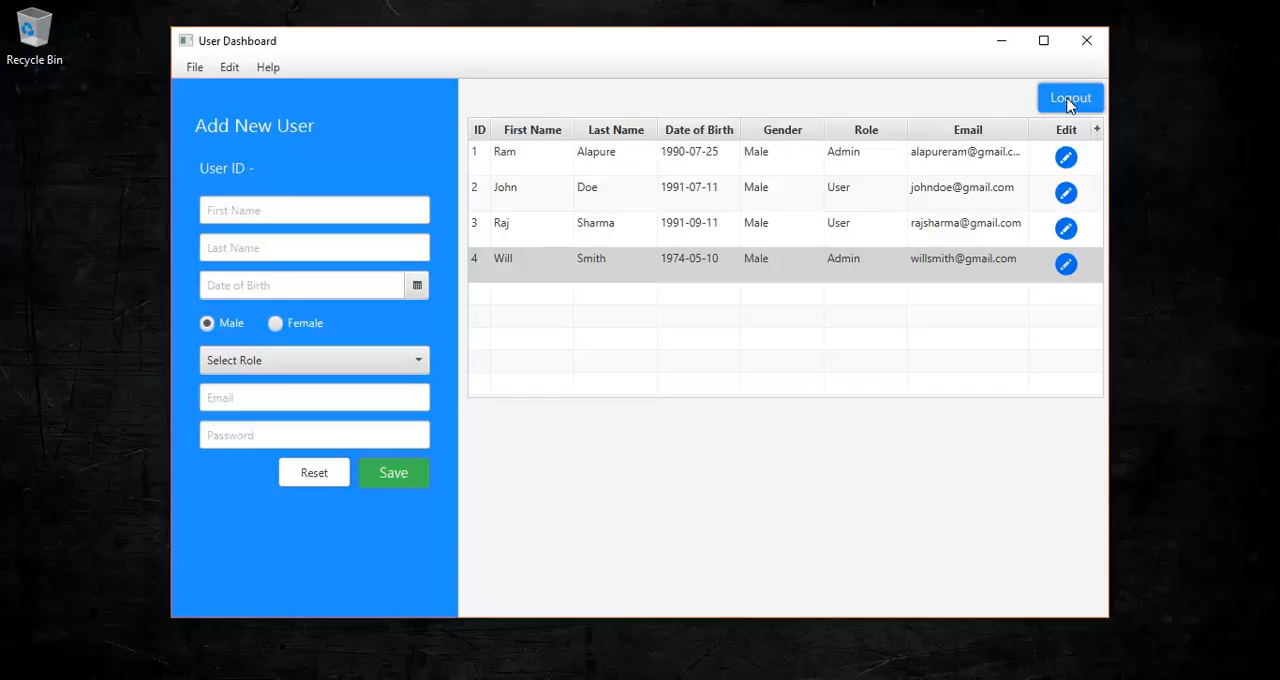 Recycle Bin
User Dashboard
File Edit Help
Logout
Add New User
User ID -
First Name
Last Name
Date of Birth
Male Female
Select Role
Email
Password
Reset Save
ID First Name Last Name Date of Birth Gender Role Email Edit +
1 Ram Alapure 1990-07-25 Male Admin alapureram@gmail.c...
2 John Doe 1991-07-11 Male User johndoe@gmail.com
3 Raj Sharma 1991-09-11 Male User rajsharma@gmail.com
4 Will Smith 1974-05-10 Male Admin willsmith@gmail.com